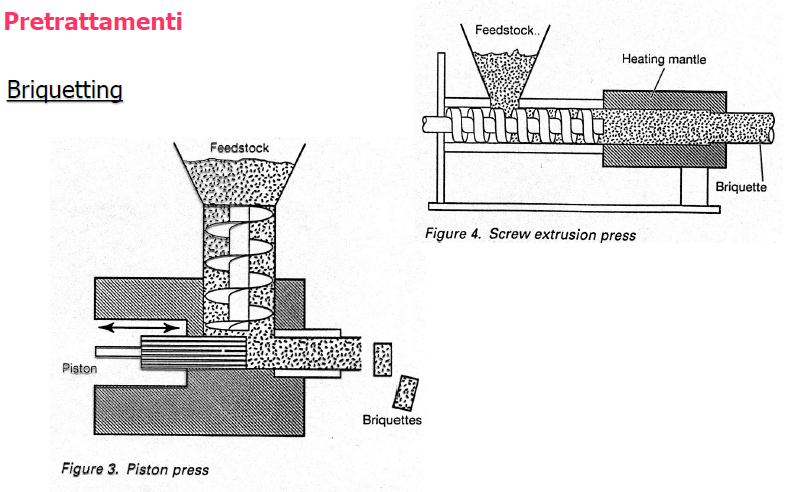 Pretrattamenti
Briquetting
Feedstock
Piston
Briquettes
Figure 3. Piston press
Feedstock..
Heating mantle
Briquette
Figure 4. Screw extrusion press